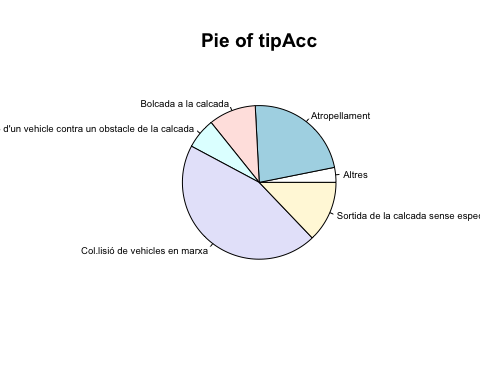 Pie of tipAcc
Bolcada a la calcada
Atropellament
d'un vehicle contra un obstacle de la calcada
Altres
Sortida de la calcada sense
Col.lisió de vehicles en marxa